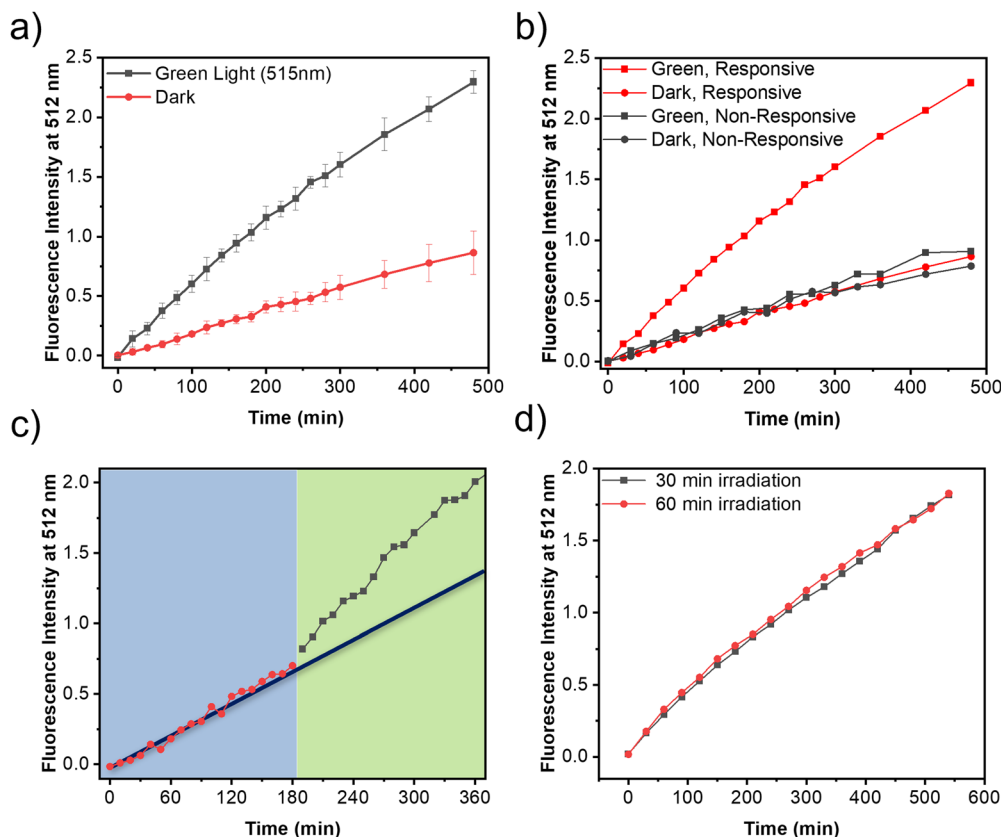 a)
Fluorescence Intensity at 512 nm
2.5
2.0
1.5
1.0
0.5
0.0
Green Light (515nm)
Dark
0 100 200 300 400 500
Time (min)
b)
Fluorescence Intensity at 512 nm
2.5
2.0
1.5
1.0
0.5
0.0
Green, Responsive
Dark, Responsive
Green, Non-Responsive
Dark, Non-Responsive
0 100 200 300 400 500
Time (min)
c)
Fluorescence Intensity at 512 nm
2.0
1.5
1.0
0.5
0.0
0 60 120 180 240 300 360
Time (min)
d)
Fluorescence Intensity at 512 nm
2.0
1.5
1.0
0.5
0.0
30 min irradiation
60 min irradiation
0 100 200 300 400 500 600
Time (min)